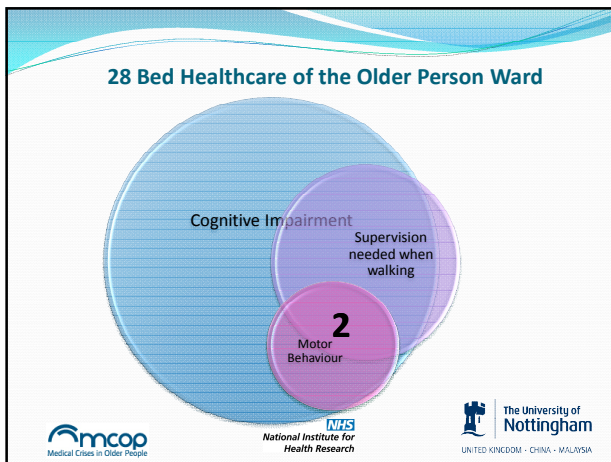 28 Bed Healthcare of the Older Person Ward
Cognitive Impairment
Supervision
needed when
walking
2
Motor
Behaviour
mcop
Medical Crises in Older People
NHS
National Institute for
Health Research
The University of
Nottingham
UNITED KINGDOM · CHINA · MALAYSIA